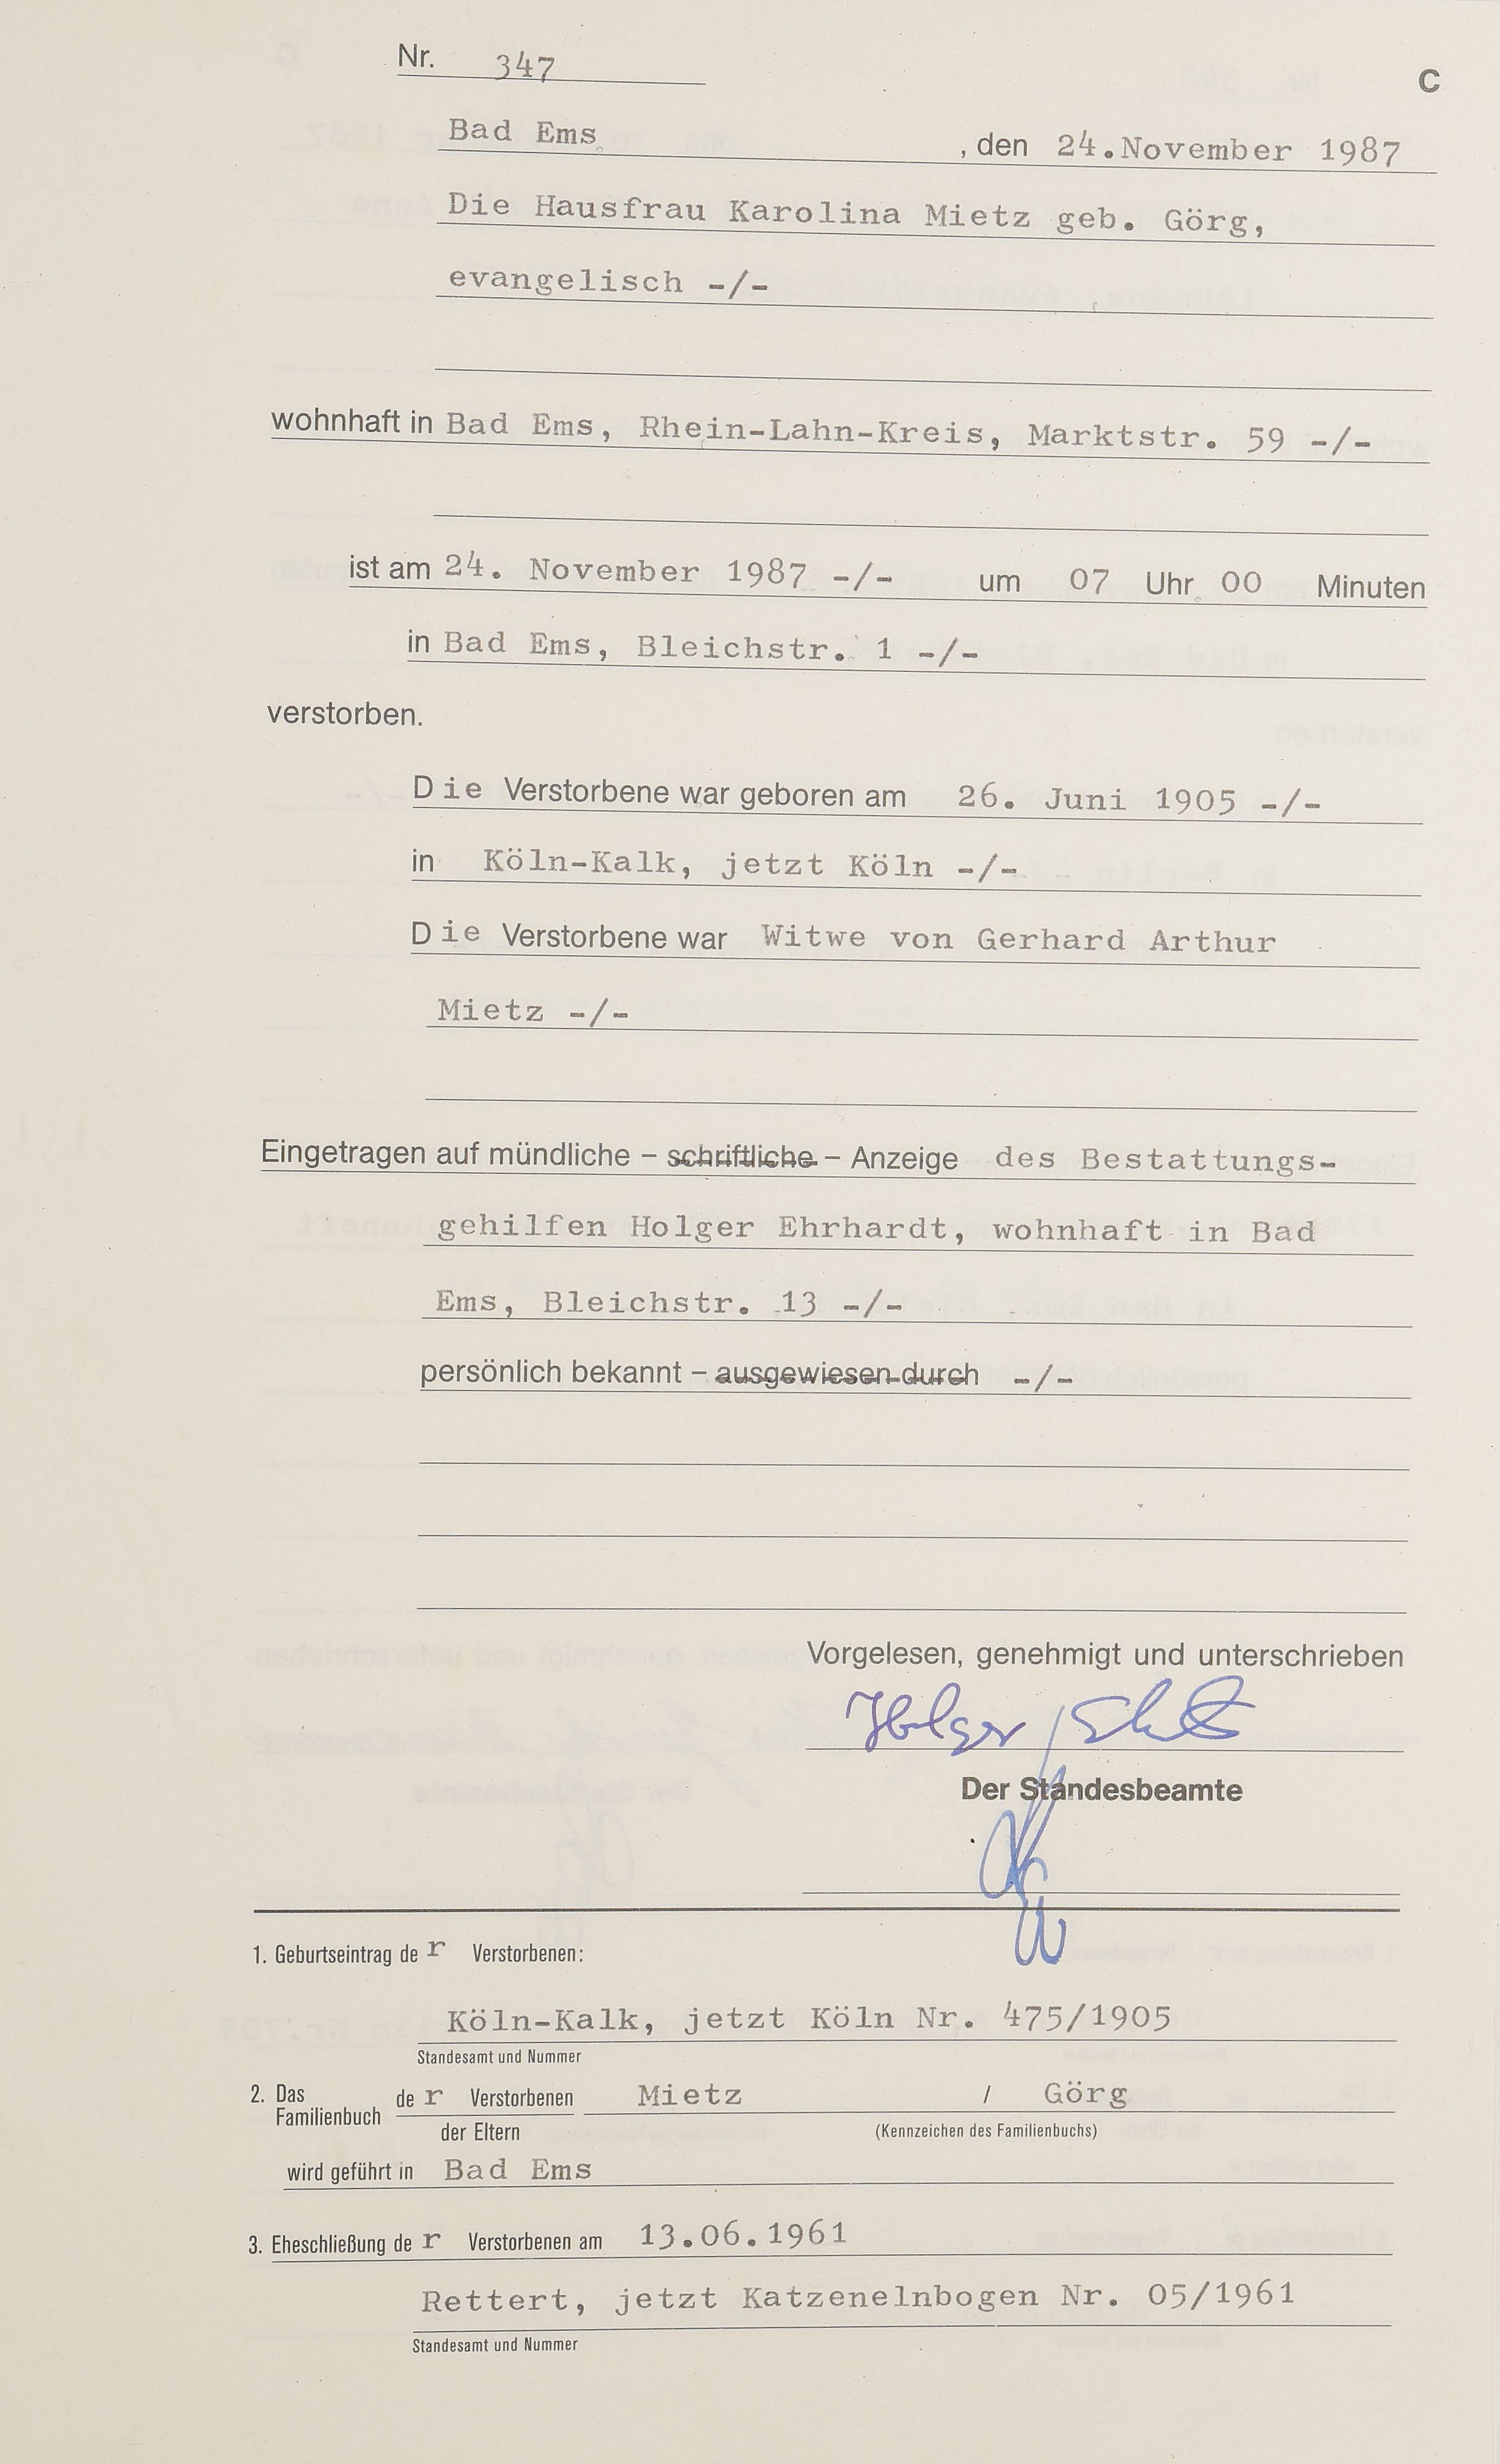 Nr. 347
C
Bad Ems , den 24.November 1987
Die Hausfrau Karolina Mietz geb. Görg,
evangelisch -/-
wohnhaft in Bad Ems, Rhein-Lahn-Kreis, Marktstr. 59 -/-
ist am 24. November 1987 -/- um 07 Uhr 00 Minuten
in Bad Ems, Bleichstr. 1 -/-
verstorben.
Die Verstorbene war geboren am 26. Juni 1905 -/-
in Köln-Kalk, jetzt Köln -/-
Die Verstorbene war Witwe von Gerhard Arthur
Mietz -/-
Eingetragen auf mündliche – schriftliche – Anzeige des Bestattungs-
gehilfen Holger Ehrhardt, wohnhaft in Bad
Ems, Bleichstr. 13 -/-
persönlich bekannt – ausgewiesen durch -/-
Vorgelesen, genehmigt und unterschrieben
Holger
Der Standesbeamte
1. Geburtseintrag der Verstorbenen:
Köln-Kalk, jetzt Köln Nr. 475/1905
Standesamt und Nummer
2. Das Familienbuch der Verstorbenen Mietz / Görg
der Eltern (Kennzeichen des Familienbuchs)
wird geführt in Bad Ems
3. Eheschließung der Verstorbenen am 13.06.1961
Rettert, jetzt Katzenelnbogen Nr. 05/1961
Standesamt und Nummer